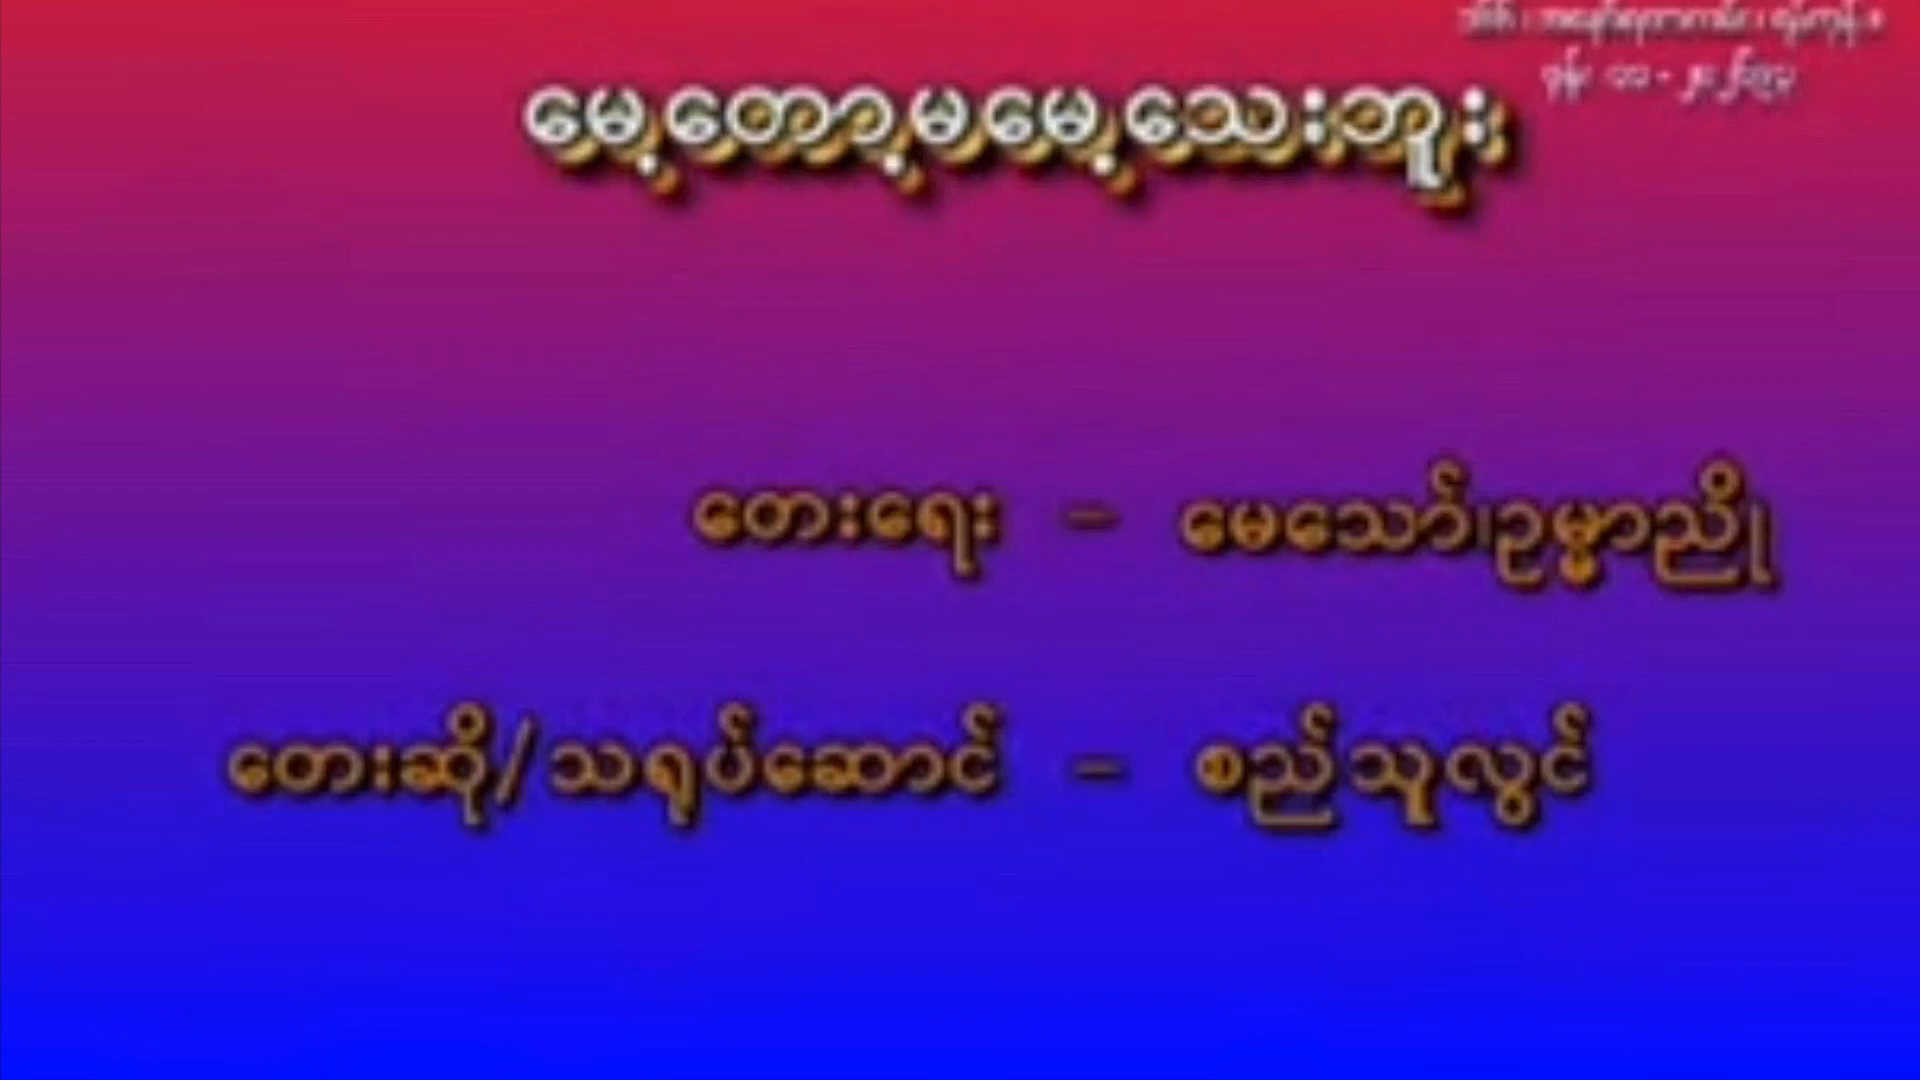 မေ့တော့မမေ့သေးဘူး
တေးရေး - မေသော်၊ဥမ္မာညို
တေးဆို/သရုပ်ဆောင် - စည်သူလွင်